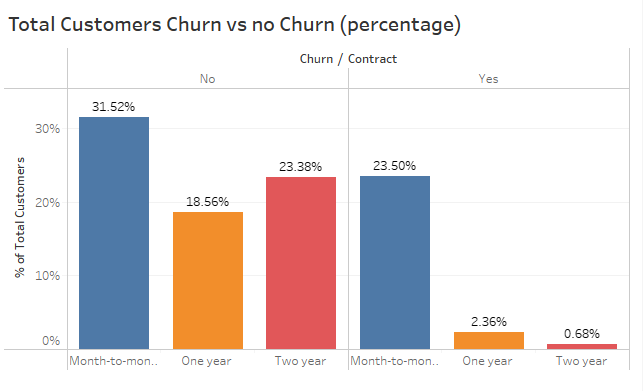 Total Customers Churn vs no Churn (percentage)
Churn / Contract
No
Yes
% of Total Customers
30%
20%
10%
0%
31.52%
18.56%
23.38%
23.50%
2.36%
0.68%
Month-to-mon..
One year
Two year
Month-to-mon..
One year
Two year